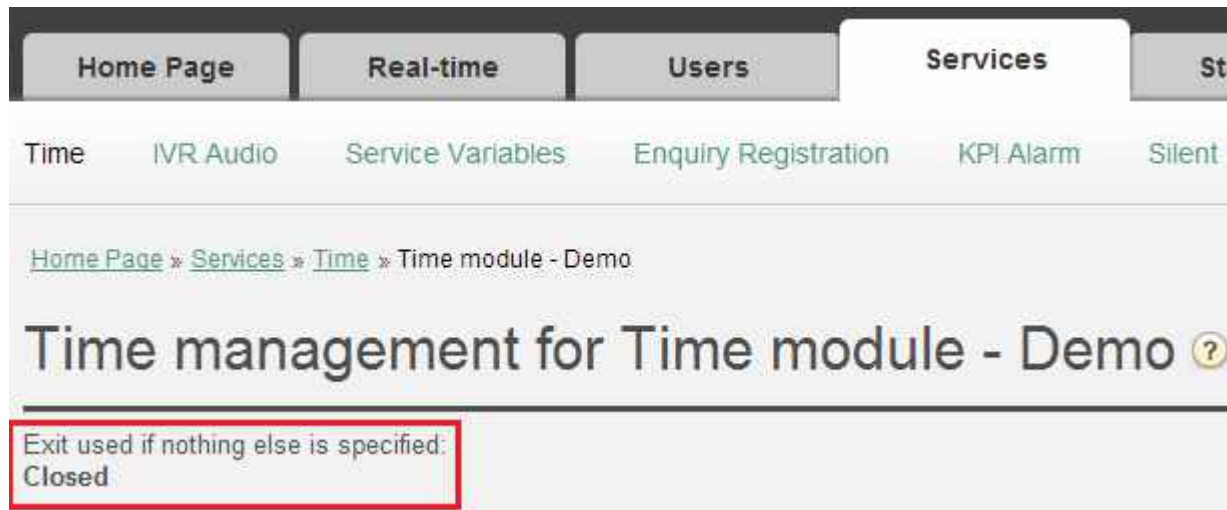 Home Page Real-time Users Services St
Time IVR Audio Service Variables Enquiry Registration KPI Alarm Silent
Home Page » Services » Time » Time module - Demo
Time management for Time module - Demo ?
Exit used if nothing else is specified:
Closed